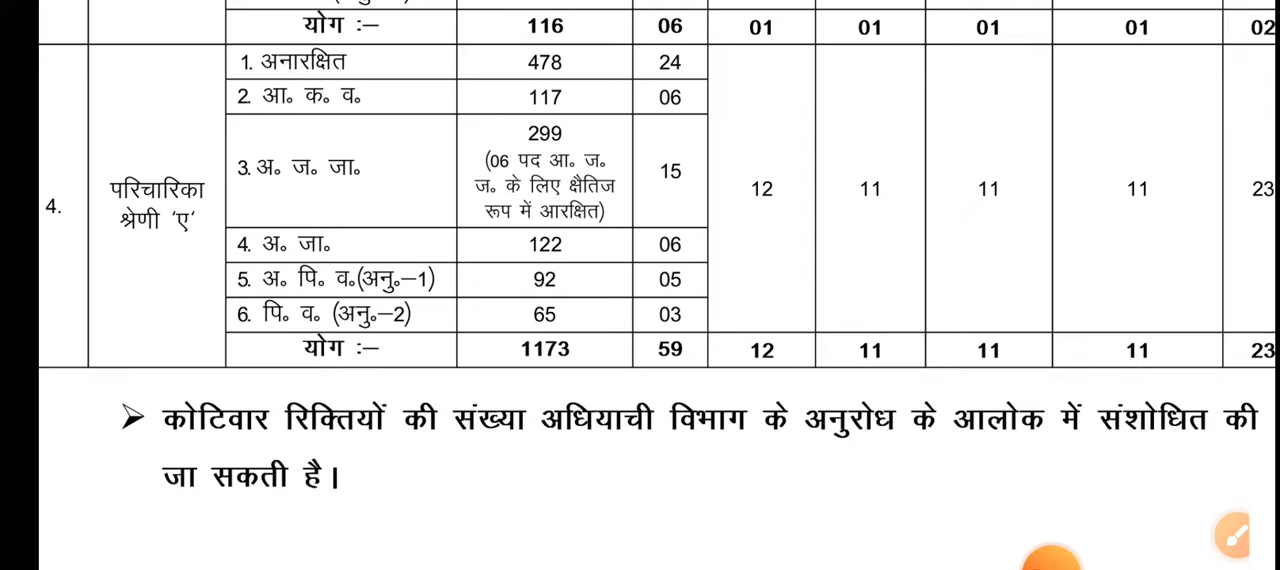 योग :– 116 06 01 01 01 01 02
1. अनारक्षित 478 24
2. आ॰ क॰ व॰ 117 06
299
(06 पद आ॰ ज॰
3. अ॰ ज॰ जा॰ 15
ज॰ के लिए क्षैतिज
रूप में आरक्षित)
4. परिचारिका श्रेणी ‘ए‘ 12 11 11 11 23
4. अ॰ जा॰ 122 06
5. अ॰ पि॰ व॰(अनु॰–1) 92 05
6. पि॰ व॰ (अनु॰–2) 65 03
योग :– 1173 59 12 11 11 11 23
➢ कोटिवार रिक्तियों की संख्या अधियाची विभाग के अनुरोध के आलोक में संशोधित की
जा सकती है।